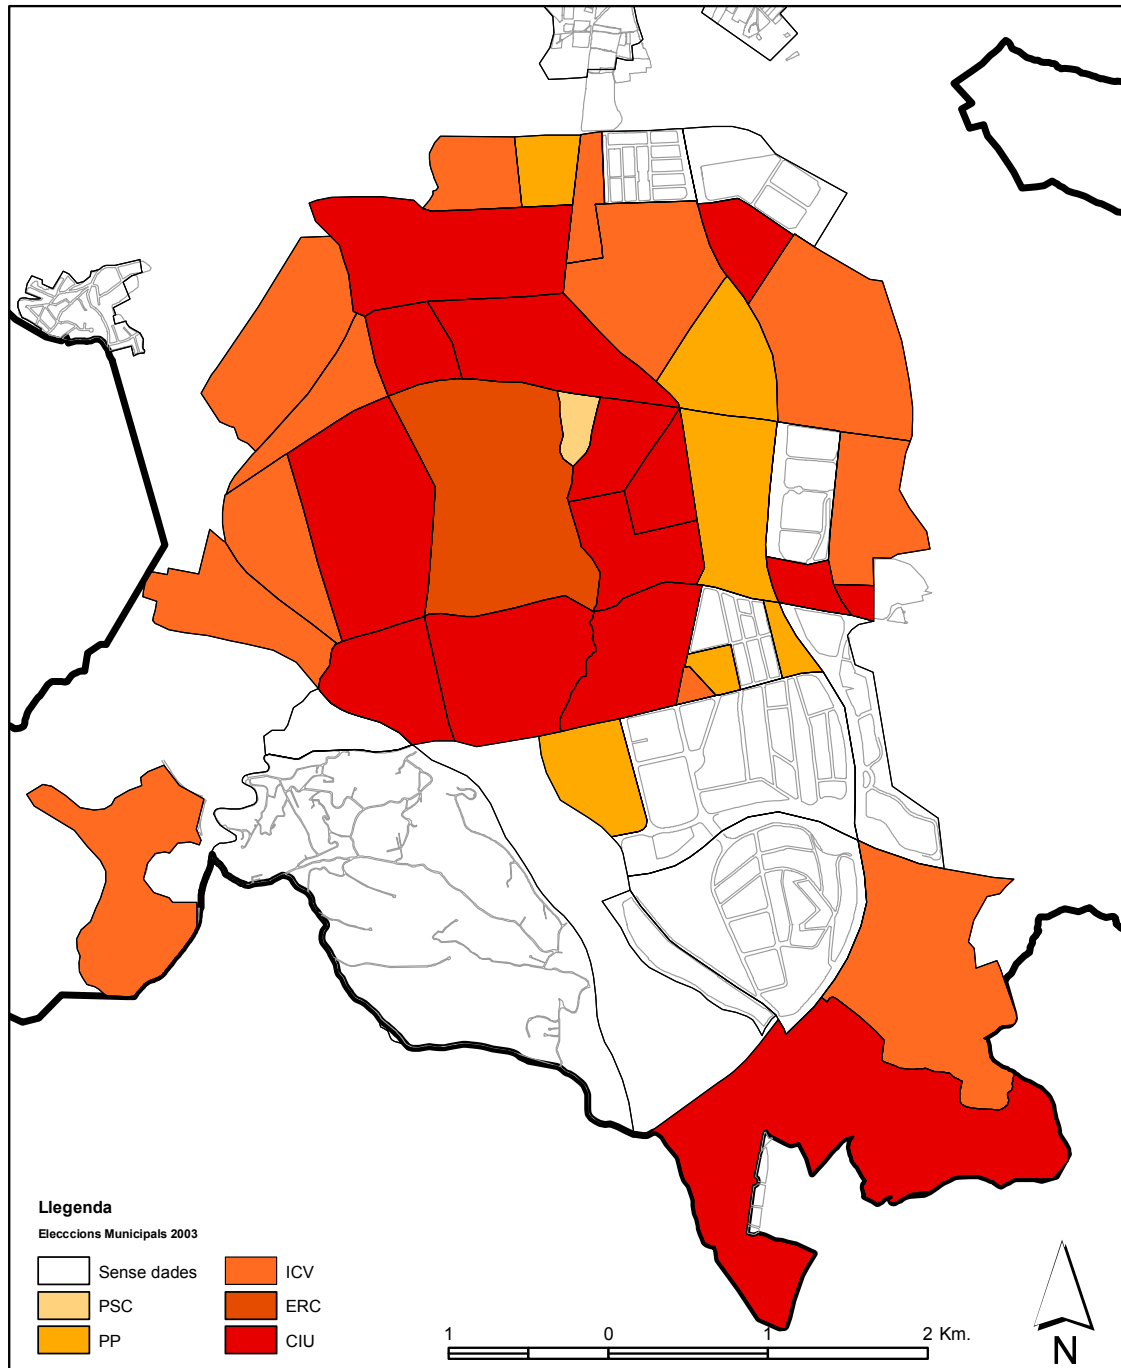 Llegenda
Elecccions Municipals 2003
Sense dades
PSC
PP
ICV
ERC
CIU
1 0 1 2 Km.
N